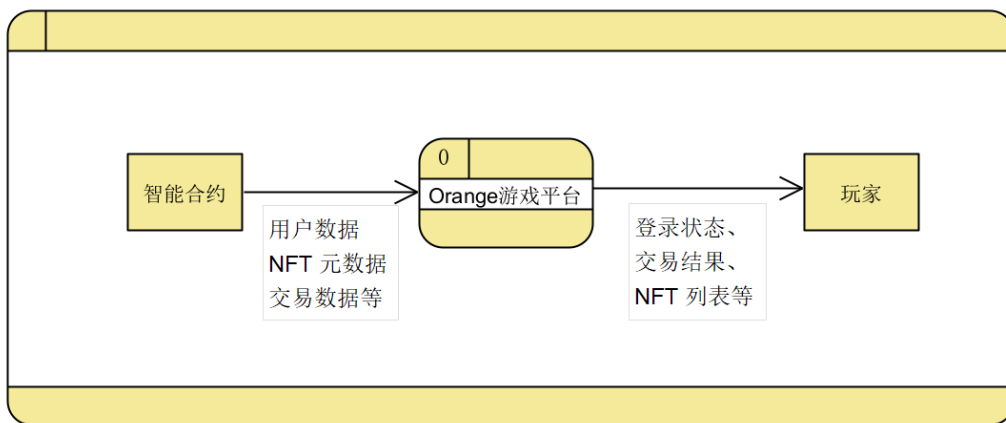 0
智能合约
Orange游戏平台
玩家
用户数据
NFT 元数据
交易数据等
登录状态、
交易结果、
NFT 列表等